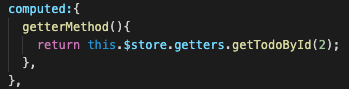 computed:{
getterMethod(){
return this.$store.getters.getTodoById(2);
},
},